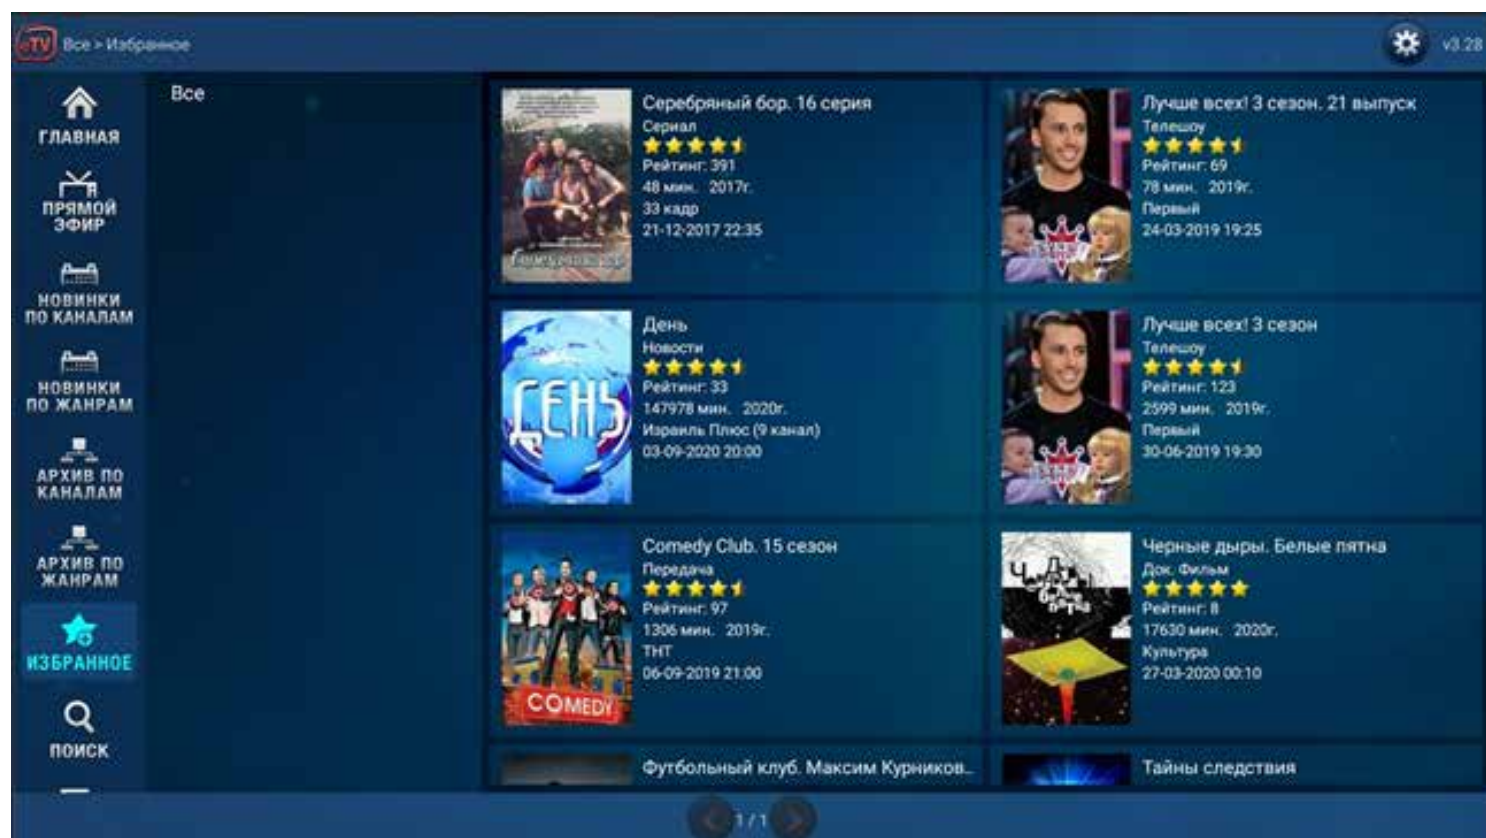 eTV Все > Избранное
v3.28
ГЛАВНАЯ
ПРЯМОЙ
ЭФИР
НОВИНКИ
ПО КАНАЛАМ
НОВИНКИ
ПО ЖАНРАМ
АРХИВ ПО
КАНАЛАМ
АРХИВ ПО
ЖАНРАМ
ИЗБРАННОЕ
ПОИСК
Все
Серебряный бор. 16 серия
Сериал
Рейтинг: 391
48 мин. 2017г.
33 кадр
21-12-2017 22:35
Лучше всех! 3 сезон. 21 выпуск
Телешоу
Рейтинг: 69
78 мин. 2019г.
Первый
24-03-2019 19:25
ДЕНЬ
День
Новости
Рейтинг: 33
147978 мин. 2020г.
Израиль Плюс (9 канал)
03-09-2020 20:00
Лучше всех! 3 сезон
Телешоу
Рейтинг: 123
2599 мин. 2019г.
Первый
30-06-2019 19:30
COMEDY
Comedy Club. 15 сезон
Передача
Рейтинг: 97
1306 мин. 2019г.
ТНТ
06-09-2019 21:00
Черные дыры. Белые пятна
Док. Фильм
Рейтинг: 8
17630 мин. 2020г.
Культура
27-03-2020 00:10
Футбольный клуб. Максим Курников...
Тайны следствия
1 / 1